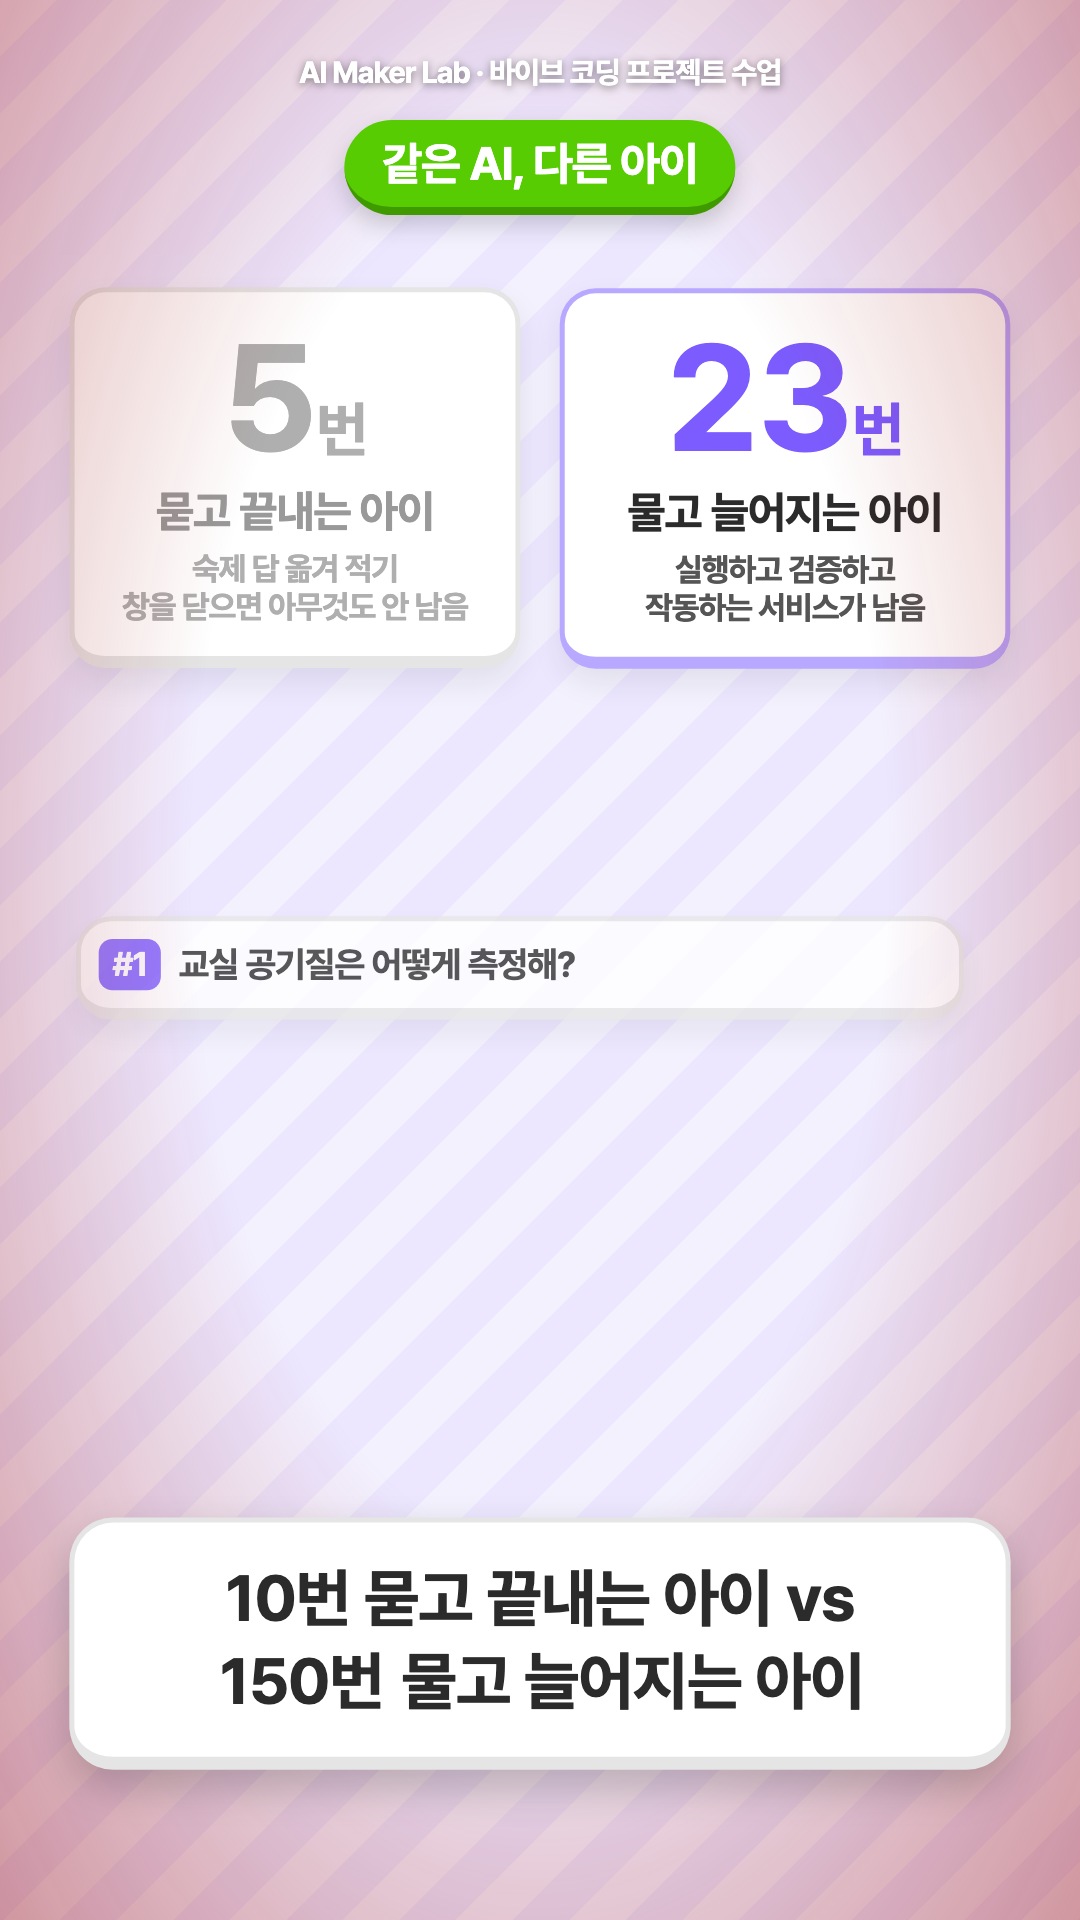 AI Maker Lab · 바이브 코딩 프로젝트 수업
같은 AI, 다른 아이
5번
묻고 끝내는 아이
숙제 답 옮겨 적기
창을 닫으면 아무것도 안 남음
23번
물고 늘어지는 아이
실행하고 검증하고
작동하는 서비스가 남음
#1 교실 공기질은 어떻게 측정해?
10번 묻고 끝내는 아이 vs
150번 물고 늘어지는 아이